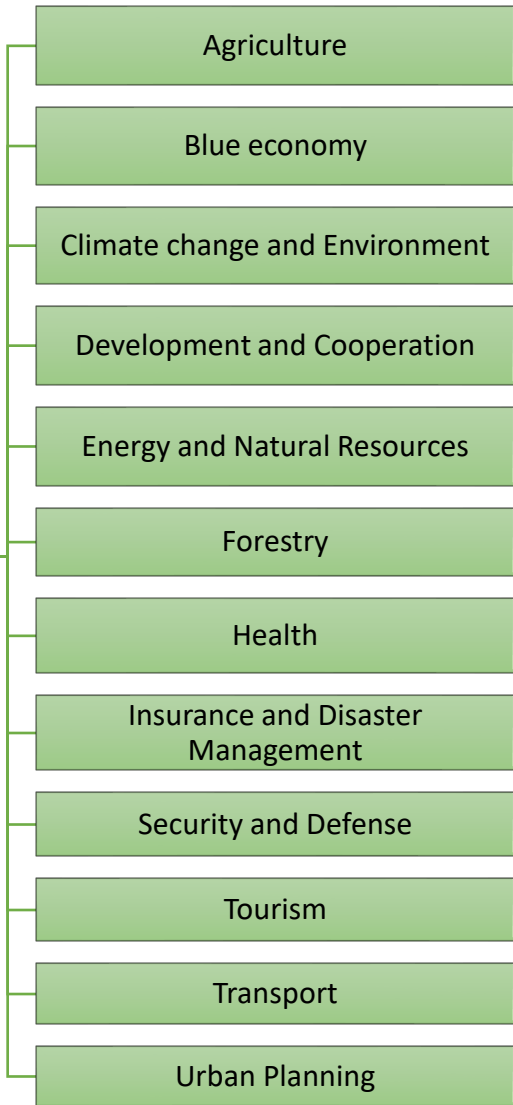 Agriculture
Blue economy
Climate change and Environment
Development and Cooperation
Energy and Natural Resources
Forestry
Health
Insurance and Disaster
Management
Security and Defense
Tourism
Transport
Urban Planning